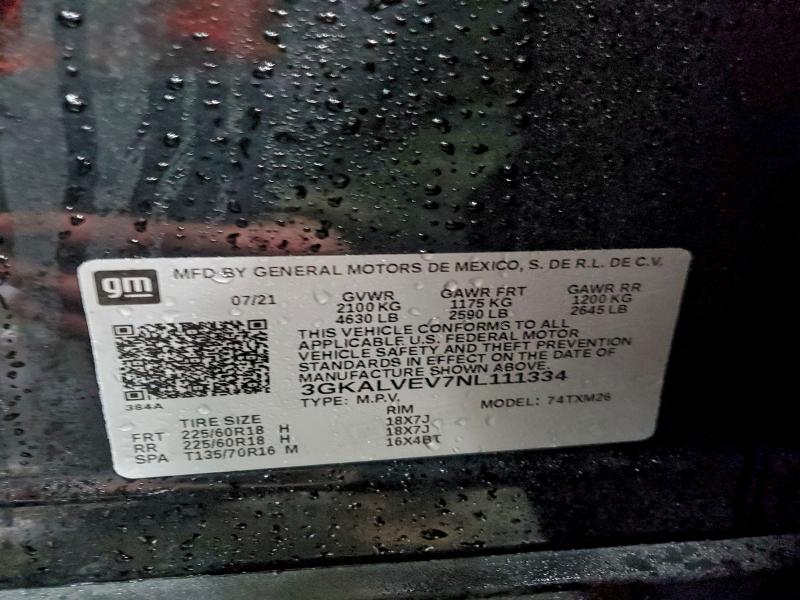 gm
MFD BY GENERAL MOTORS DE MEXICO, S. DE R.L. DE C.V.
07/21 GVWR GAWR FRT GAWR RR
2100 KG 1175 KG 1200 KG
4630 LB 2590 LB 2645 LB
THIS VEHICLE CONFORMS TO ALL
APPLICABLE U.S. FEDERAL MOTOR
VEHICLE SAFETY AND THEFT PREVENTION
STANDARDS IN EFFECT ON THE DATE OF
MANUFACTURE SHOWN ABOVE.
3GKALVEV7NL111334
384A
TYPE: M.P.V. MODEL: 74TXM26
TIRE SIZE RIM
FRT 225/60R18 H 18X7J
RR 225/60R18 H 18X7J
SPA T135/70R16 M 16X4BT